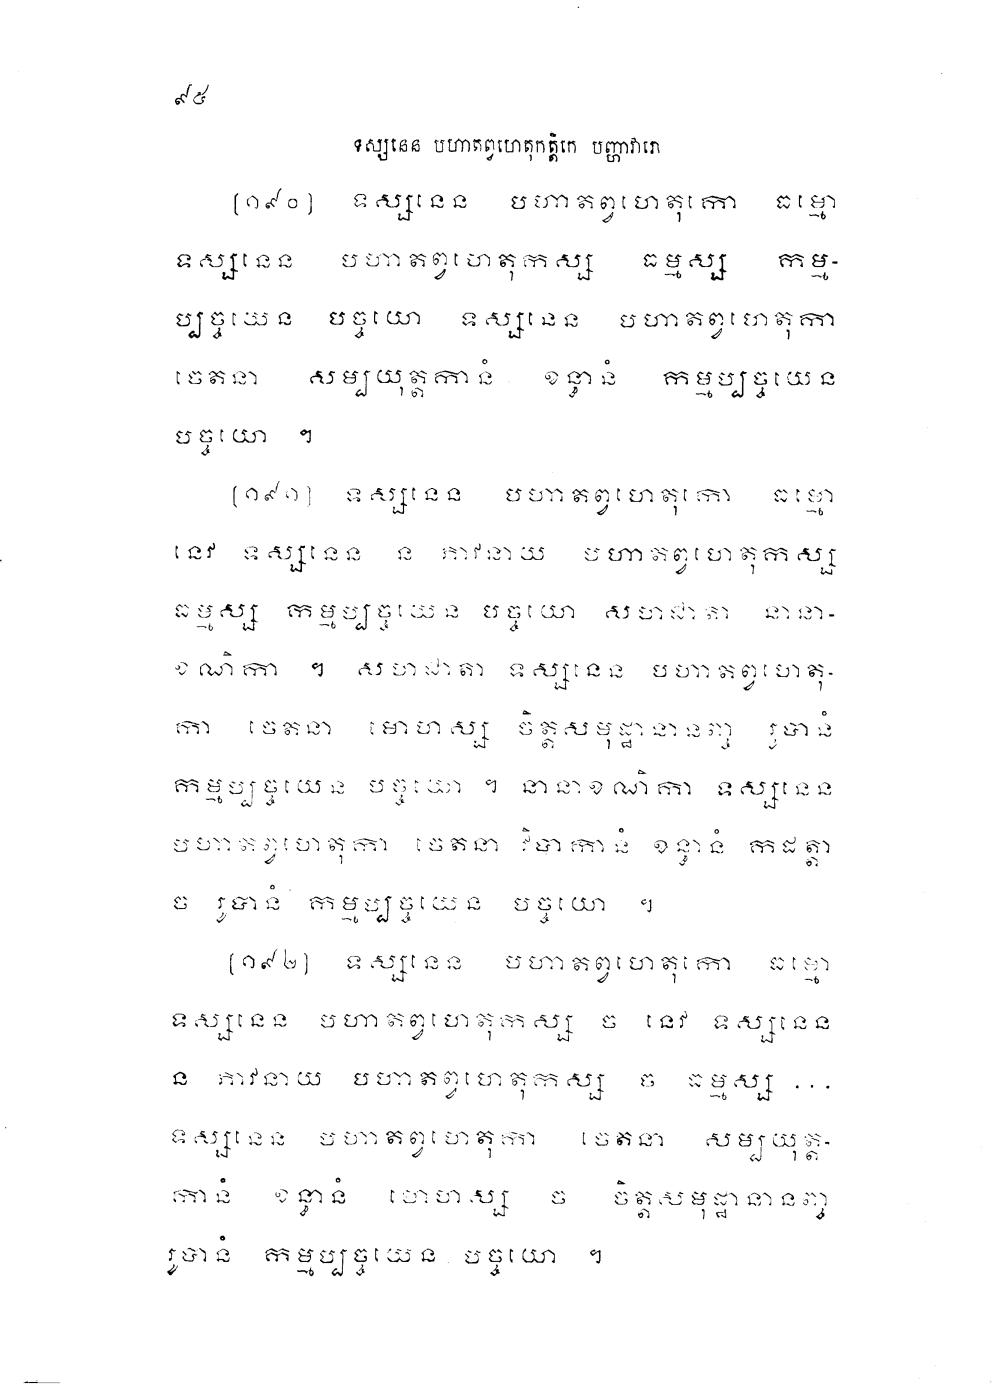 ៩៥
ទស្សនេន បហាតព្វហេតុកត្តិកេ បញ្ហាវារោ
(១៩០) ទស្សនេន បហាតព្វហេតុកោ ធម្មោ
ទស្សនេន បហាតព្វហេតុកស្ស ធម្មស្ស កម្ម-
ប្បច្ចយេន បច្ចយោ ទស្សនេន បហាតព្វហេតុកា
ចេតនា សម្បយុត្តកានំ ខន្ធានំ កម្មប្បច្ចយេន
បច្ចយោ ។
(១៩១) ទស្សនេន បហាតព្វហេតុកោ ធម្មោ
នេវ ទស្សនេន ន ភាវនាយ បហាតព្វហេតុកស្ស
ធម្មស្ស កម្មប្បច្ចយេន បច្ចយោ សហជាតា នានា-
ខណិកា ។ សហជាតា ទស្សនេន បហាតព្វហេតុ-
កា ចេតនា មោហស្ស ចិត្តសមុដ្ឋានានញ្ច រូបានំ
កម្មប្បច្ចយេន បច្ចយោ ។ នានាខណិកា ទស្សនេន
បហាតព្វហេតុកា ចេតនា វិបាកានំ ខន្ធានំ កដត្តា
ច រូបានំ កម្មប្បច្ចយេន បច្ចយោ ។
(១៩២) ទស្សនេន បហាតព្វហេតុកោ ធម្មោ
ទស្សនេន បហាតព្វហេតុកស្ស ច នេវ ទស្សនេន
ន ភាវនាយ បហាតព្វហេតុកស្ស ច ធម្មស្ស ...
ទស្សនេន បហាតព្វហេតុកា ចេតនា សម្បយុត្ត-
កានំ ខន្ធានំ មោហស្ស ច ចិត្តសមុដ្ឋានានញ្ច
រូបានំ កម្មប្បច្ចយេន បច្ចយោ ។